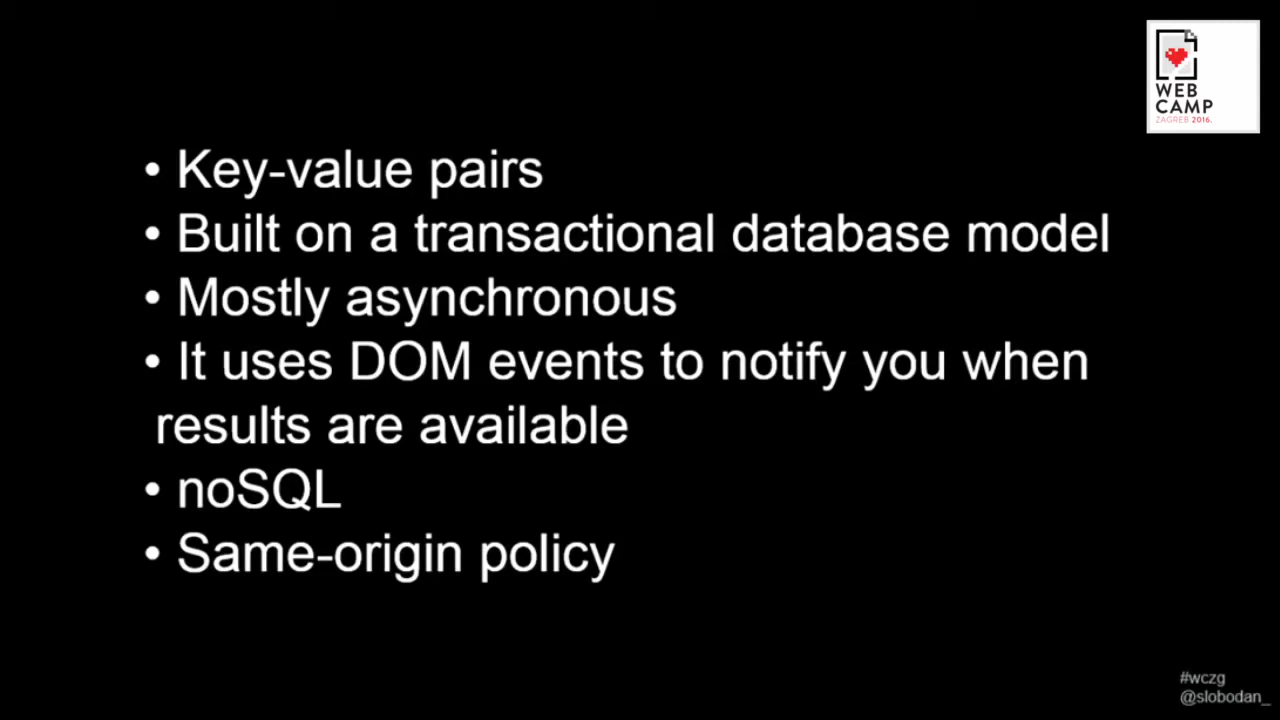 WEB
CAMP
ZAGREB 2016.
• Key-value pairs
• Built on a transactional database model
• Mostly asynchronous
• It uses DOM events to notify you when
results are available
• noSQL
• Same-origin policy
#wczg
@slobodan_